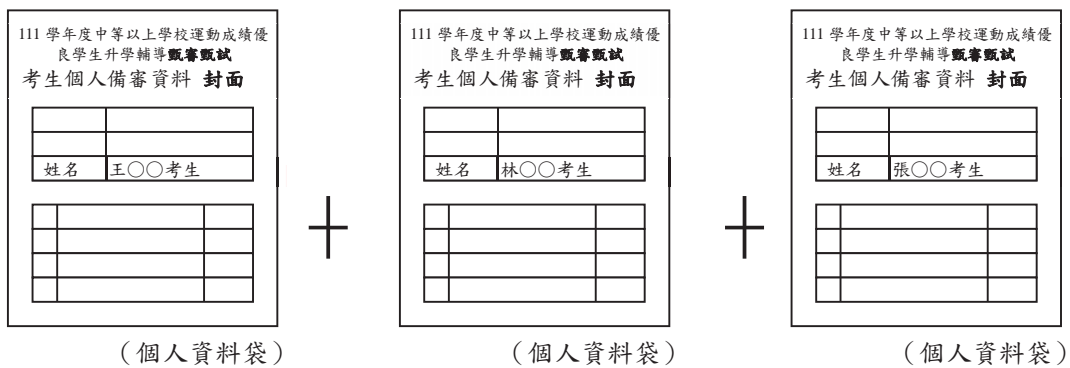 111 學年度中等以上學校運動成績優
良學生升學輔導甄審甄試
考生個人備審資料 封面
姓名 王○○考生
(個人資料袋)
111 學年度中等以上學校運動成績優
良學生升學輔導甄審甄試
考生個人備審資料 封面
姓名 林○○考生
(個人資料袋)
111 學年度中等以上學校運動成績優
良學生升學輔導甄審甄試
考生個人備審資料 封面
姓名 張○○考生
(個人資料袋)